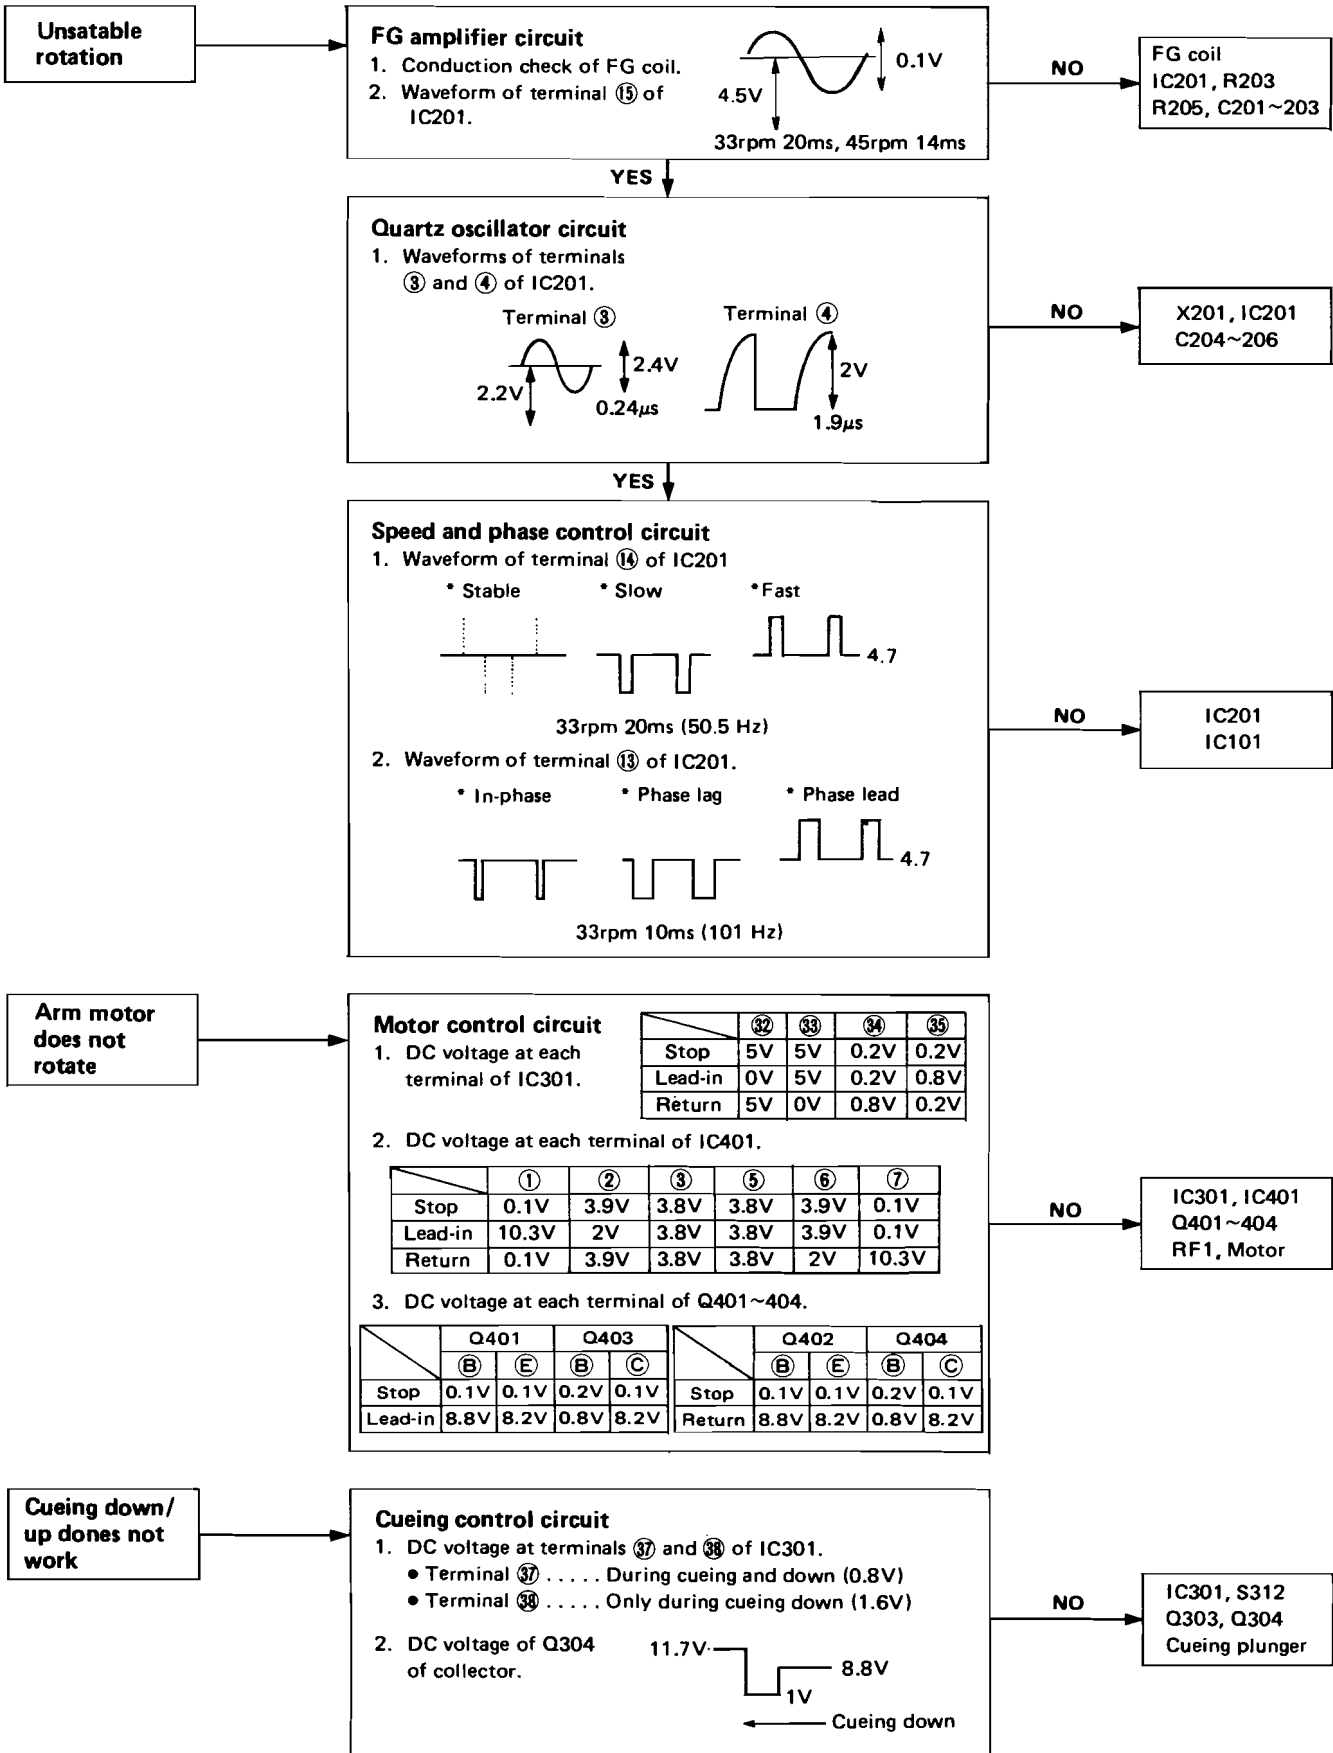 Unsatable
rotation
FG amplifier circuit
1. Conduction check of FG coil.
2. Waveform of terminal ⑮ of
IC201.
0.1V
4.5V
33rpm 20ms, 45rpm 14ms
NO
FG coil
IC201, R203
R205, C201~203
YES
Quartz oscillator circuit
1. Waveforms of terminals
③ and ④ of IC201.
Terminal ③
Terminal ④
2.4V
2.2V
0.24μs
2V
1.9μs
NO
X201, IC201
C204~206
YES
Speed and phase control circuit
1. Waveform of terminal ⑭ of IC201
* Stable * Slow * Fast
4.7
33rpm 20ms (50.5 Hz)
2. Waveform of terminal ⑬ of IC201.
* In-phase * Phase lag * Phase lead
4.7
33rpm 10ms (101 Hz)
NO
IC201
IC101
Arm motor
does not
rotate
Motor control circuit
1. DC voltage at each
terminal of IC301.
㉜ ㉝ ㉞ ㉟
Stop 5V 5V 0.2V 0.2V
Lead-in 0V 5V 0.2V 0.8V
Return 5V 0V 0.8V 0.2V
2. DC voltage at each terminal of IC401.
① ② ③ ⑤ ⑥ ⑦
Stop 0.1V 3.9V 3.8V 3.8V 3.9V 0.1V
Lead-in 10.3V 2V 3.8V 3.8V 3.9V 0.1V
Return 0.1V 3.9V 3.8V 3.8V 2V 10.3V
3. DC voltage at each terminal of Q401~404.
Q401 Q403
Ⓑ Ⓔ Ⓑ Ⓒ
Stop 0.1V 0.1V 0.2V 0.1V
Lead-in 8.8V 8.2V 0.8V 8.2V
Q402 Q404
Ⓑ Ⓔ Ⓑ Ⓒ
Stop 0.1V 0.1V 0.2V 0.1V
Return 8.8V 8.2V 0.8V 8.2V
NO
IC301, IC401
Q401~404
RF1, Motor
Cueing down/
up dones not
work
Cueing control circuit
1. DC voltage at terminals ㊲ and ㊳ of IC301.
● Terminal ㊲ . . . . . During cueing and down (0.8V)
● Terminal ㊳ . . . . . Only during cueing down (1.6V)
2. DC voltage of Q304
of collector.
11.7V
8.8V
1V
Cueing down
NO
IC301, S312
Q303, Q304
Cueing plunger